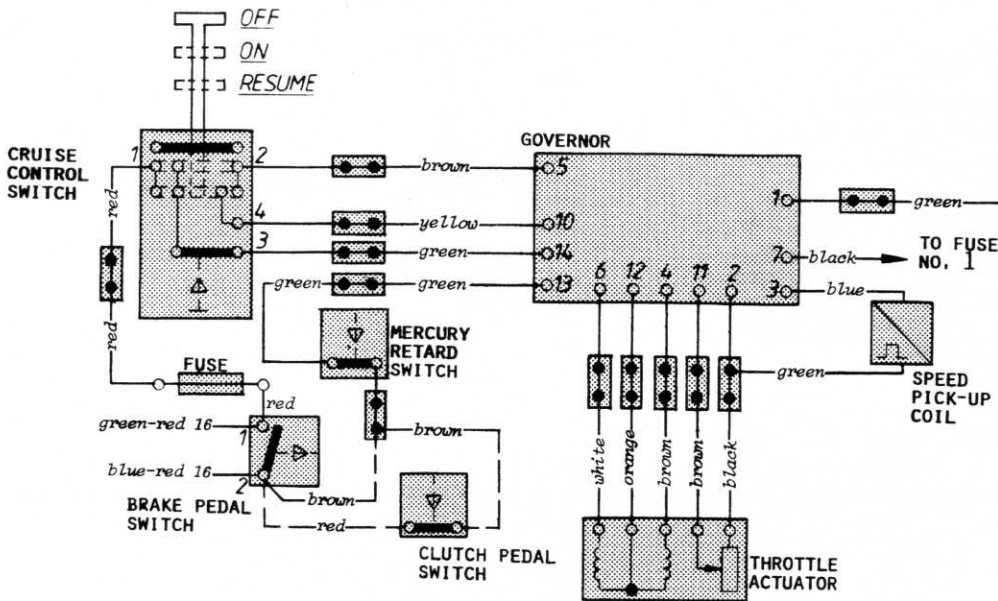 OFF
ON
RESUME
CRUISE
CONTROL
SWITCH
1
2
4
3
red
red
brown
yellow
green
green
green
GOVERNOR
5
10
14
13
6
12
4
11
2
1
7
3
green
black
TO FUSE
NO. 1
blue
green
SPEED
PICK-UP
COIL
MERCURY
RETARD
SWITCH
FUSE
red
green-red 16
1
blue-red 16
2
BRAKE PEDAL
SWITCH
brown
red
brown
CLUTCH PEDAL
SWITCH
white
orange
brown
brown
black
THROTTLE
ACTUATOR